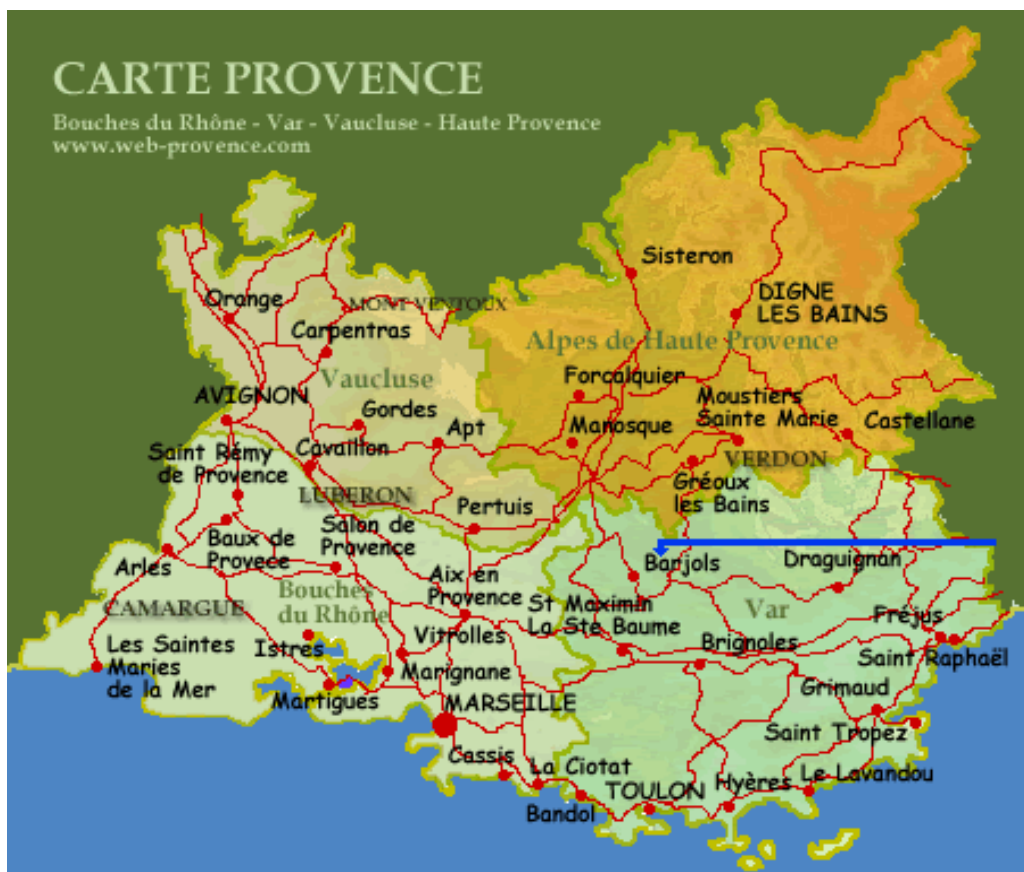 CARTE PROVENCE
Bouches du Rhône - Var - Vaucluse - Haute Provence
www.web-provence.com
Sisteron
Orange
MONT VENTOUX
DIGNE
LES BAINS
Carpentras
Alpes de Haute Provence
Vaucluse
Forcalquier
AVIGNON
Gordes
Moustiers
Sainte Marie
Castellane
Apt
Manosque
Cavaillon
Saint Rémy
de Provence
VERDON
LUBERON
Gréoux
les Bains
Pertuis
Salon de
Provence
Baux de
Provece
Arles
Barjols
Draguignan
Aix en
Provence
Bouches
du Rhône
CAMARGUE
St Maximin
La Ste Baume
Var
Fréjus
Vitrolles
Brignoles
Les Saintes
Maries
de la Mer
Istres
Saint Raphaël
Marignane
Grimaud
Martigues
MARSEILLE
Saint Tropez
Cassis
La Ciotat
Le Lavandou
Hyères
TOULON
Bandol